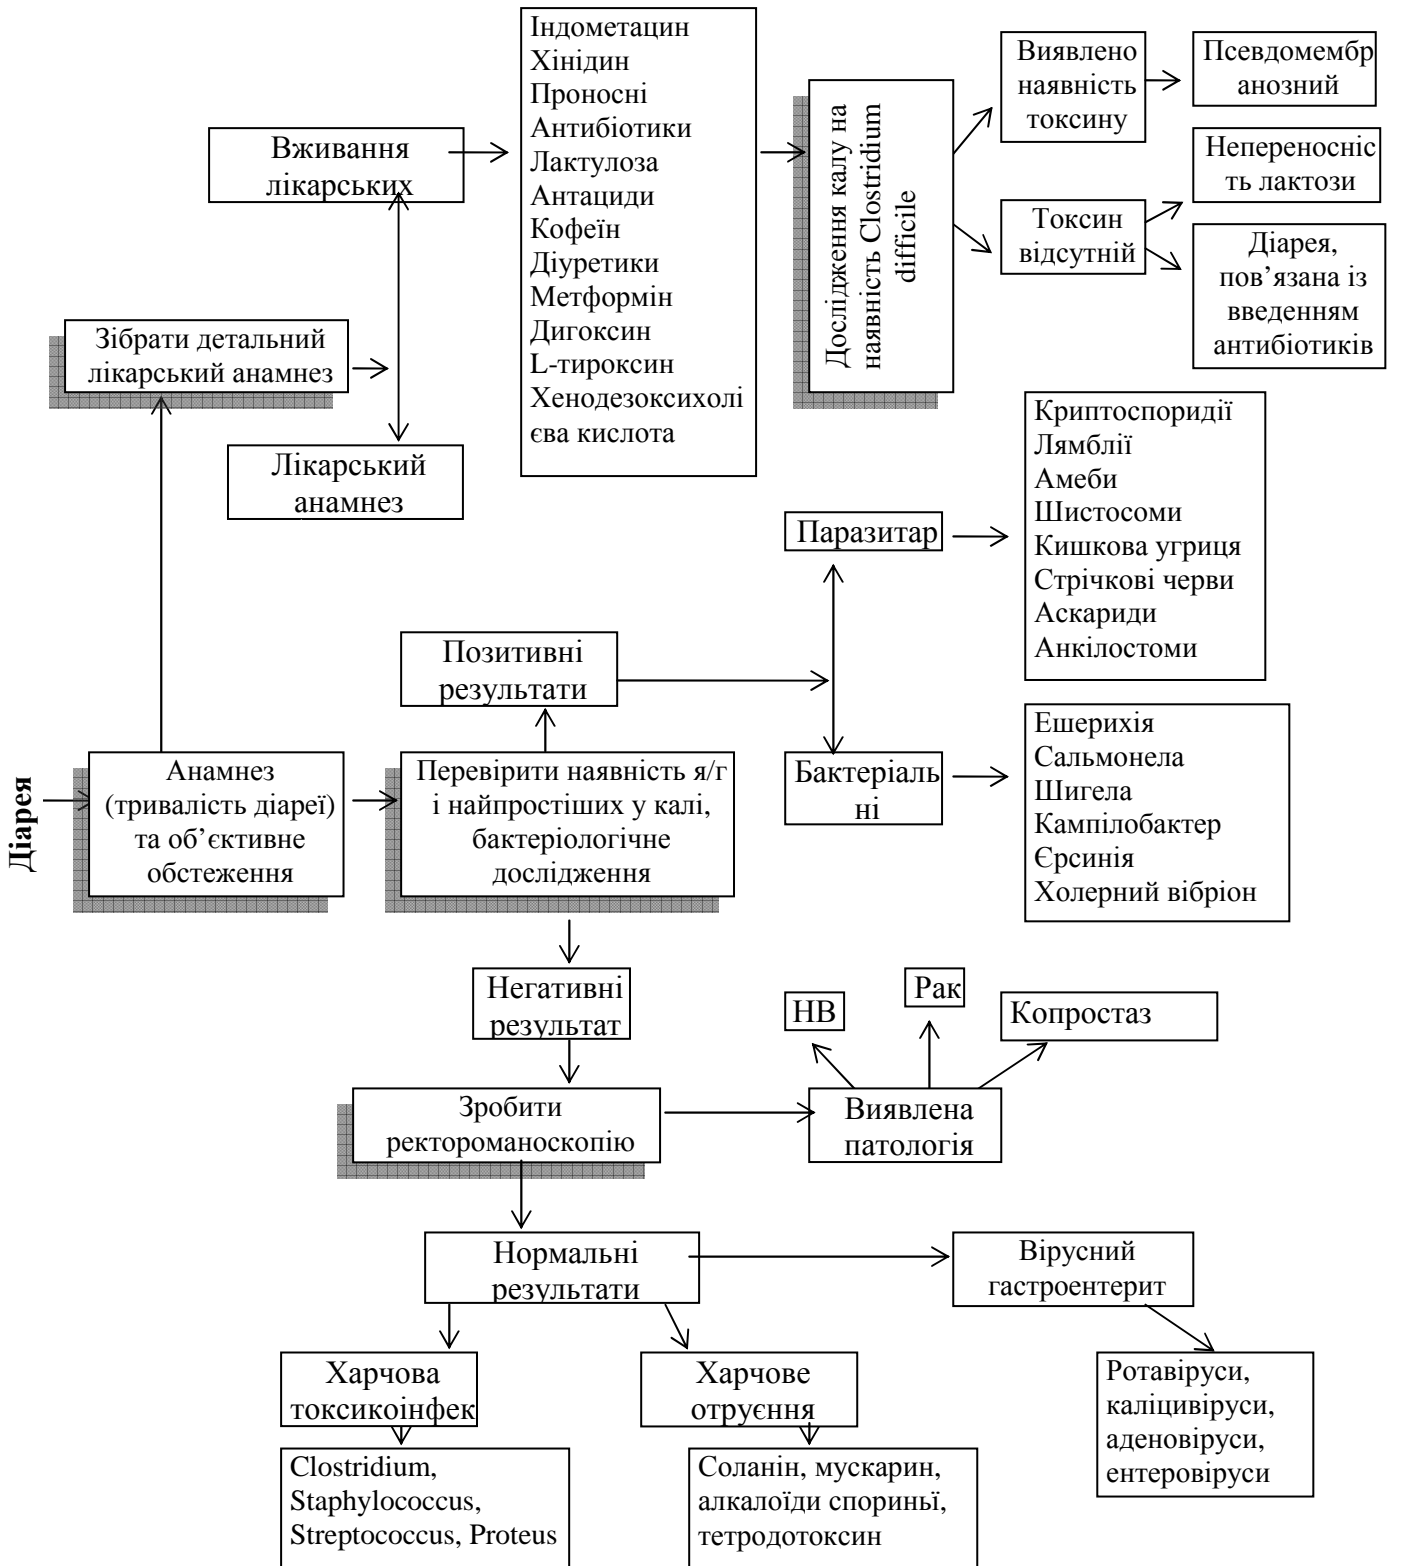 Індометацин
Хінідин
Проносні
Антибіотики
Лактулоза
Антациди
Кофеїн
Діуретики
Метформін
Дигоксин
L-тироксин
Хенодезоксихолі
єва кислота
Виявлено
наявність
токсину
Псевдомембр
анозний
Вживання
лікарських
Дослідження калу на
наявність Clostridium
difficile
Непереносніс
ть лактози
Токсин
відсутній
Діарея,
пов’язана із
введенням
антибіотиків
Зібрати детальний
лікарський анамнез
Лікарський
анамнез
Криптоспоридії
Лямблії
Амеби
Шистосоми
Кишкова угриця
Стрічкові черви
Аскариди
Анкілостоми
Паразитар
Позитивні
результати
Діарея
Анамнез
(тривалість діареї)
та об’єктивне
обстеження
Перевірити наявність я/г
і найпростіших у калі,
бактеріологічне
дослідження
Бактеріаль
ні
Ешерихія
Сальмонела
Шигела
Кампілобактер
Єрсинія
Холерний вібріон
Негативні
результат
НВ
Рак
Копростаз
Зробити
ректороманоскопію
Виявлена
патологія
Нормальні
результати
Вірусний
гастроентерит
Харчова
токсикоінфек
Харчове
отруєння
Ротавіруси,
каліцивіруси,
аденовіруси,
ентеровіруси
Clostridium,
Staphylococcus,
Streptococcus, Proteus
Соланін, мускарин,
алкалоїди спориньї,
тетродотоксин